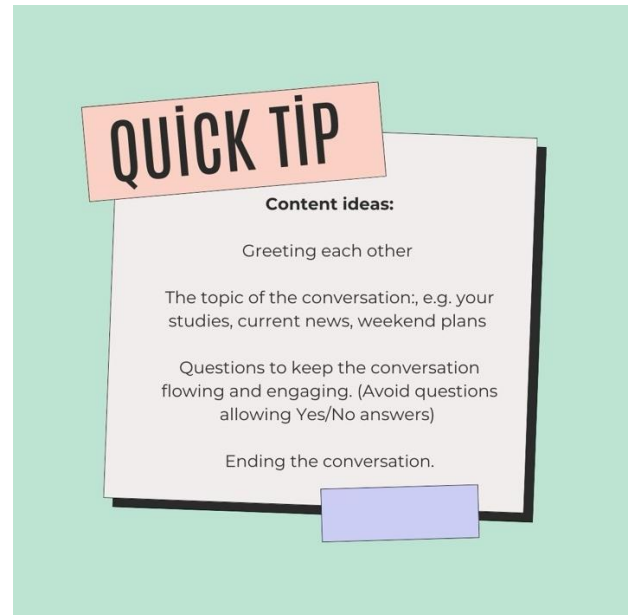 QUİCK TİP
Content ideas:
Greeting each other
The topic of the conversation:, e.g. your
studies, current news, weekend plans
Questions to keep the conversation
flowing and engaging. (Avoid questions
allowing Yes/No answers)
Ending the conversation.